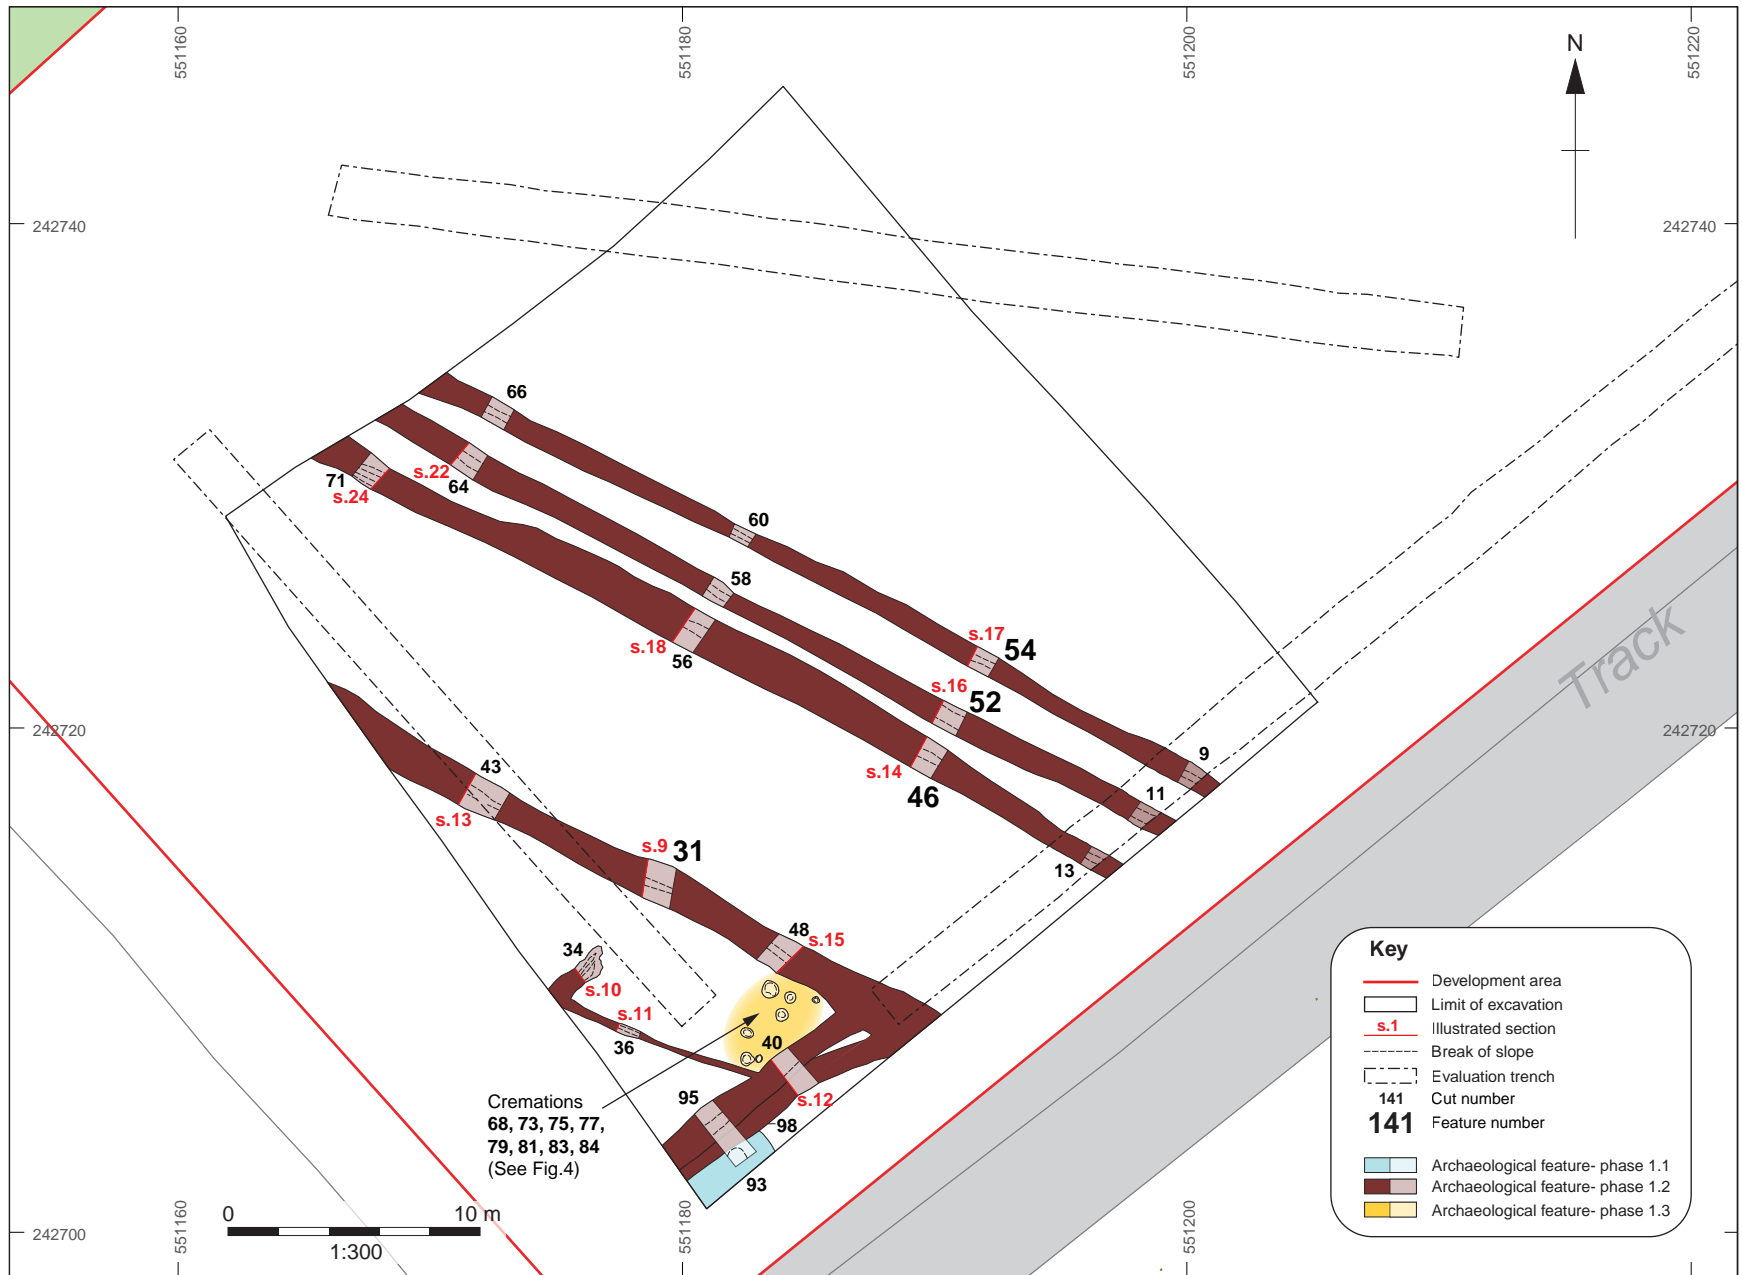 551160
551180
551200
551220
N
242740
242740
66
s.22
64
71
s.24
60
58
s.18
56
s.17
54
s.16
52
s.14
46
9
11
13
Track
242720
242720
43
s.13
s.9
31
48
s.15
34
s.10
s.11
36
40
s.12
95
98
93
Cremations
68, 73, 75, 77,
79, 81, 83, 84
(See Fig.4)
0
10 m
1:300
242700
551160
551180
551200
Key
Development area
Limit of excavation
s.1 Illustrated section
Break of slope
Evaluation trench
141 Cut number
141 Feature number
Archaeological feature- phase 1.1
Archaeological feature- phase 1.2
Archaeological feature- phase 1.3